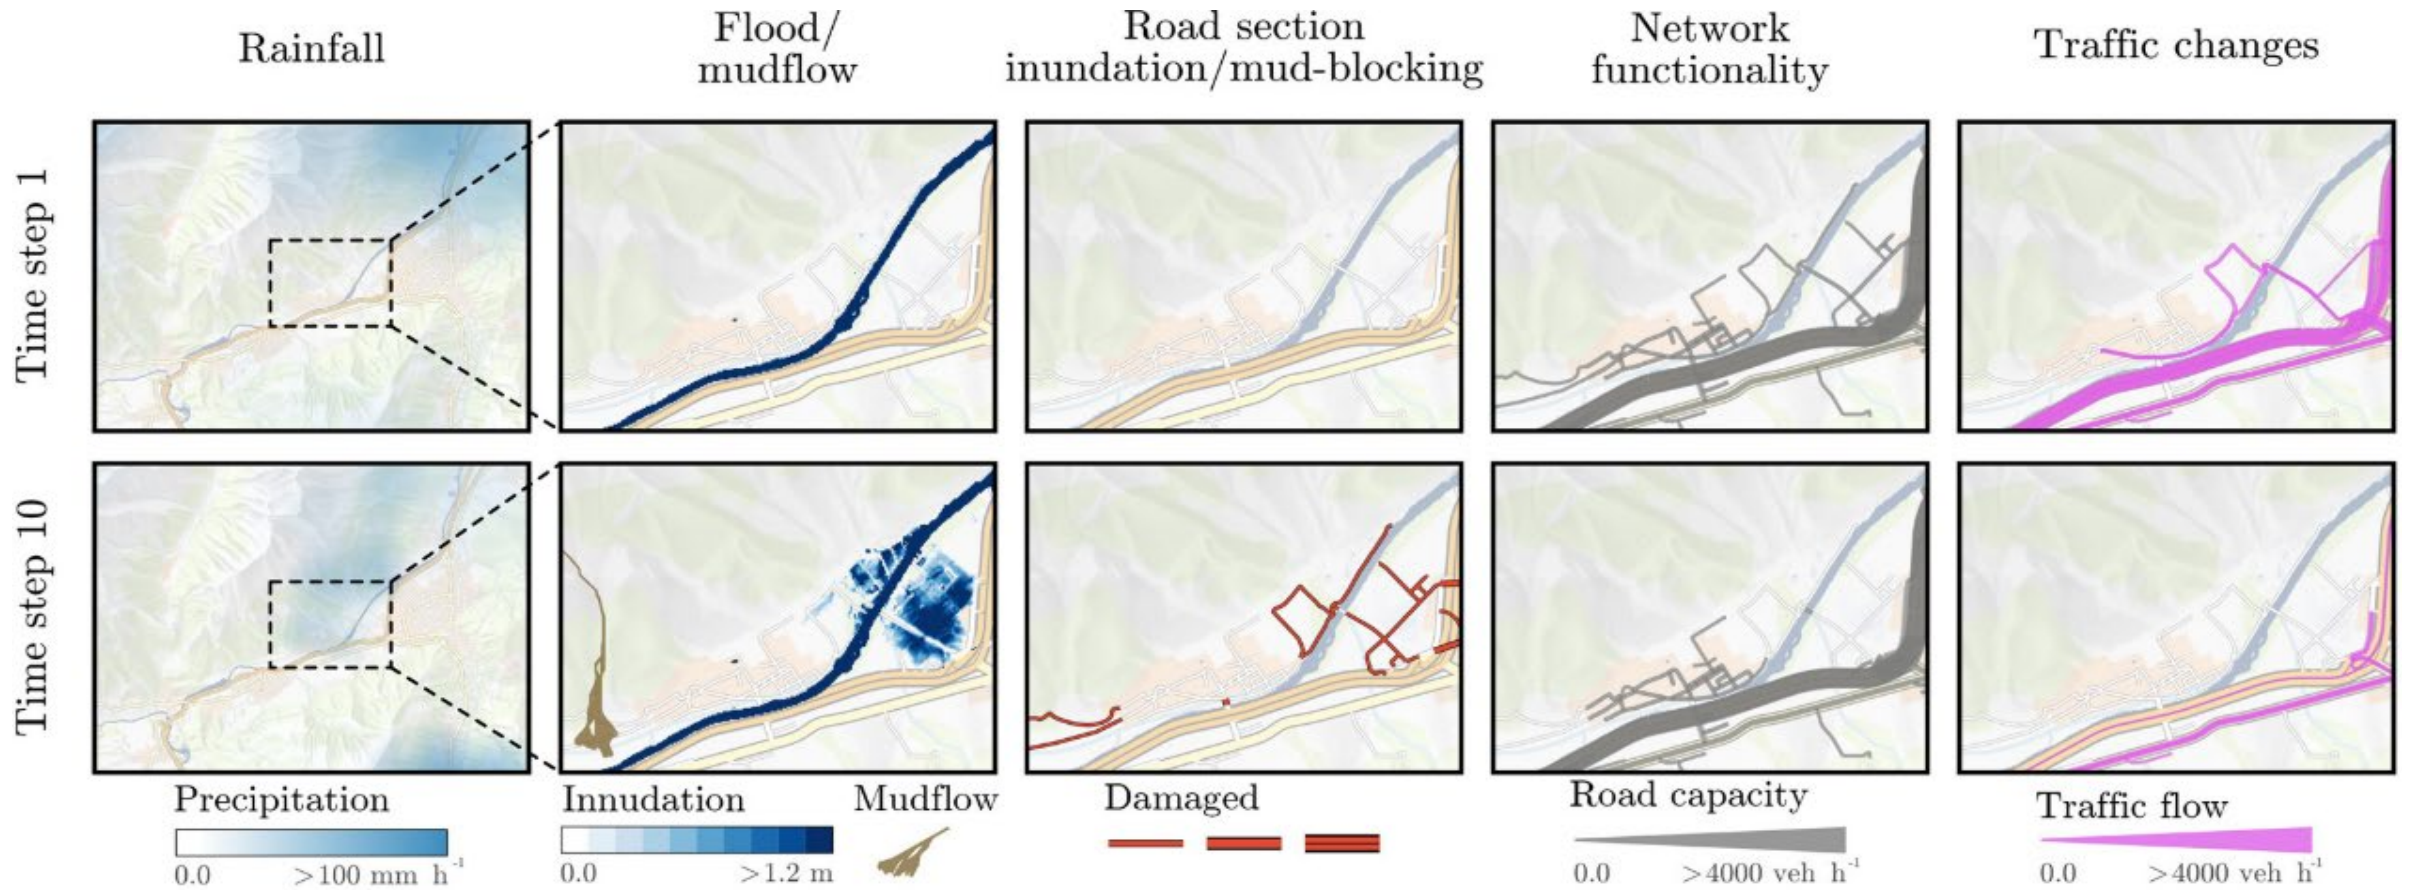 Rainfall
Flood/
mudflow
Road section
inundation/mud-blocking
Network
functionality
Traffic changes
Time step 1
Time step 10
Precipitation
0.0
>100 mm h⁻¹
Innudation
0.0
>1.2 m
Mudflow
Damaged
Road capacity
0.0
>4000 veh h⁻¹
Traffic flow
0.0
>4000 veh h⁻¹